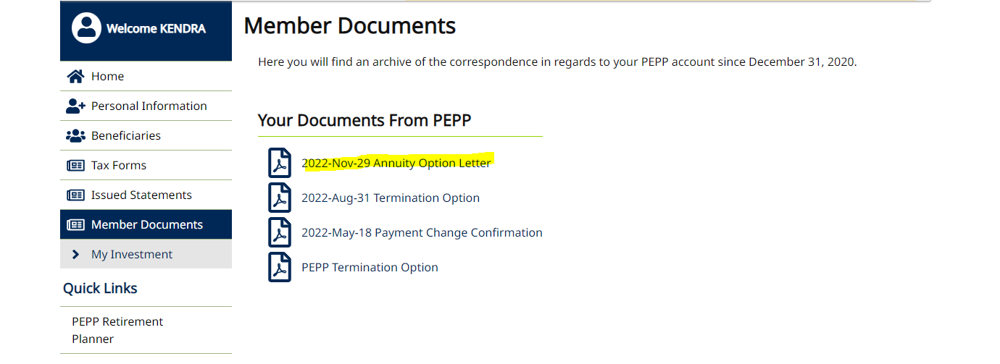 Welcome KENDRA
Home
Personal Information
Beneficiaries
Tax Forms
Issued Statements
Member Documents
My Investment
Quick Links
PEPP Retirement
Planner
Member Documents
Here you will find an archive of the correspondence in regards to your PEPP account since December 31, 2020.
Your Documents From PEPP
2022-Nov-29 Annuity Option Letter
2022-Aug-31 Termination Option
2022-May-18 Payment Change Confirmation
PEPP Termination Option